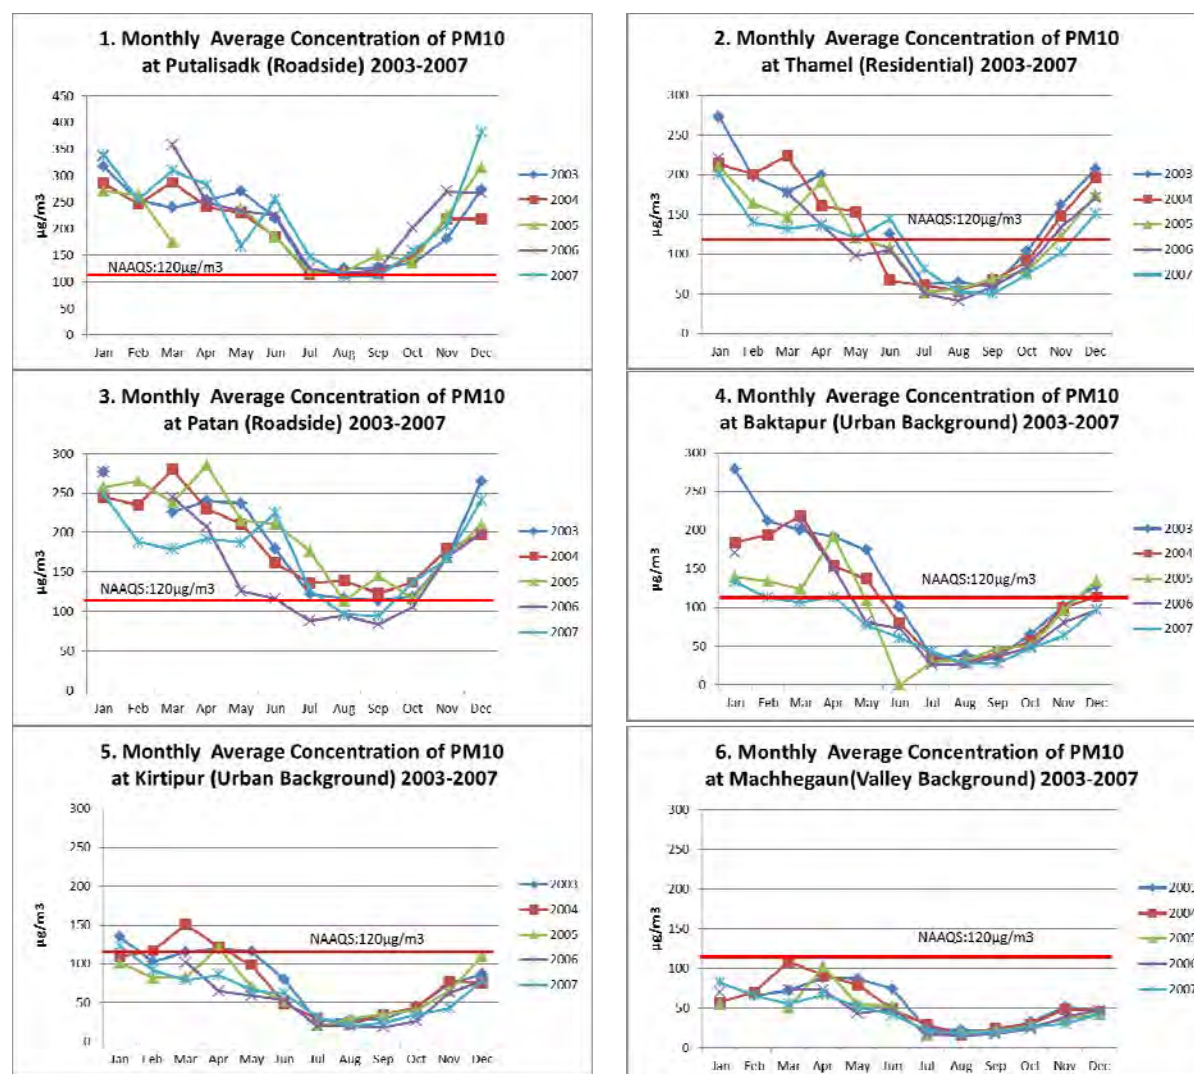 1. Monthly Average Concentration of PM10
at Putalisadk (Roadside) 2003-2007
450
400
350
300
250
200
150
100
50
0
µg/m3
NAAQS:120µg/m3
Jan Feb Mar Apr May Jun Jul Aug Sep Oct Nov Dec
2003
2004
2005
2006
2007
2. Monthly Average Concentration of PM10
at Thamel (Residential) 2003-2007
300
250
200
150
100
50
0
µg/m3
NAAQS:120µg/m3
Jan Feb Mar Apr May Jun Jul Aug Sep Oct Nov Dec
2003
2004
2005
2006
2007
3. Monthly Average Concentration of PM10
at Patan (Roadside) 2003-2007
300
250
200
150
100
50
0
µg/m3
NAAQS:120µg/m3
Jan Feb Mar Apr May Jun Jul Aug Sep Oct Nov Dec
2003
2004
2005
2006
2007
4. Monthly Average Concentration of PM10
at Baktapur (Urban Background) 2003-2007
300
250
200
150
100
50
0
µg/m3
NAAQS:120µg/m3
Jan Feb Mar Apr May Jun Jul Aug Sep Oct Nov Dec
2003
2004
2005
2006
2007
5. Monthly Average Concentration of PM10
at Kirtipur (Urban Background) 2003-2007
300
250
200
150
100
50
0
µg/m3
NAAQS:120µg/m3
Jan Feb Mar Apr May Jun Jul Aug Sep Oct Nov Dec
2003
2004
2005
2006
2007
6. Monthly Average Concentration of PM10
at Machhegaun(Valley Background) 2003-2007
300
250
200
150
100
50
0
µg/m3
NAAQS:120µg/m3
Jan Feb Mar Apr May Jun Jul Aug Sep Oct Nov Dec
2003
2004
2005
2006
2007